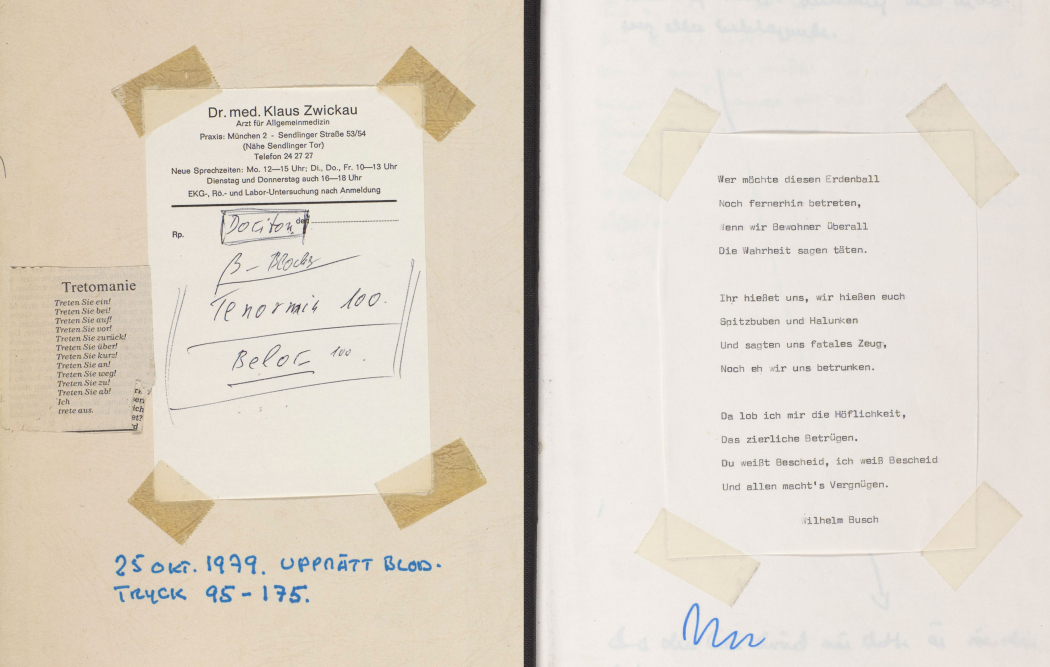 Dr. med. Klaus Zwickau
Arzt für Allgemeinmedizin
Praxis: München 2 - Sendlinger Straße 53/54
(Nähe Sendlinger Tor)
Telefon 24 27 27
Neue Sprechzeiten: Mo. 12—15 Uhr; Di., Do., Fr. 10—13 Uhr
Dienstag und Donnerstag auch 16—18 Uhr
EKG-, Rö.- und Labor-Untersuchung nach Anmeldung
den
Rp.
Dociton
β - Blocker
Tenormin 100.
Beloc 100.
Tretomanie
Treten Sie ein!
Treten Sie bei!
Treten Sie auf!
Treten Sie vor!
Treten Sie zurück!
Treten Sie über!
Treten Sie kurz!
Treten Sie an!
Treten Sie weg!
Treten Sie zu!
Treten Sie ab!
Ich
trete aus.
25 OKT. 1979. UPPMÄTT BLOD-
TRYCK 95 - 175.
Wer möchte diesen Erdenball
Noch fernerhin betreten,
Wenn wir Bewohner überall
Die Wahrheit sagen täten.
Ihr hießet uns, wir hießen euch
Spitzbuben und Halunken
Und sagten uns fatales Zeug,
Noch eh wir uns betrunken.
Da lob ich mir die Höflichkeit,
Das zierliche Betrügen.
Du weißt Bescheid, ich weiß Bescheid
Und allen macht's Vergnügen.
Wilhelm Busch